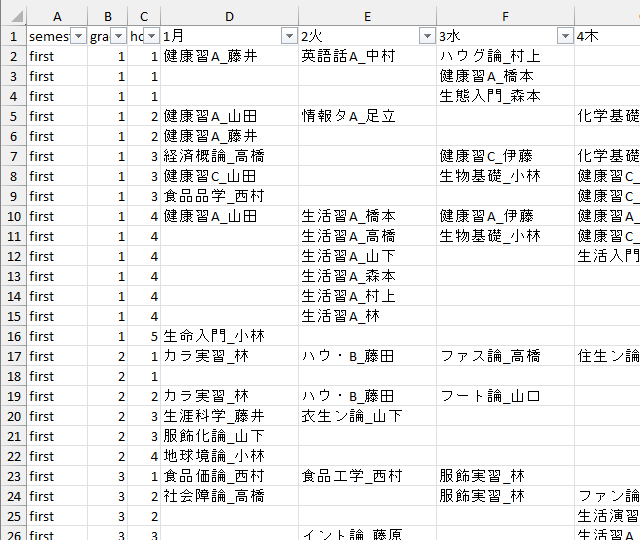 A B C D E F
1 semes gra ho 1月 2火 3水 4木
2 first 1 1 健康習A_藤井 英語話A_中村 ハウグ論_村上
3 first 1 1 健康習A_橋本
4 first 1 1 生態入門_森本
5 first 1 2 健康習A_山田 情報タA_足立 化学基礎
6 first 1 2 健康習A_藤井
7 first 1 3 経済概論_高橋 健康習C_伊藤 化学基礎
8 first 1 3 健康習C_山田 生物基礎_小林 健康習C_
9 first 1 3 食品品学_西村 健康習C_
10 first 1 4 健康習A_山田 生活習A_橋本 健康習A_伊藤 健康習A_
11 first 1 4 生活習A_高橋 生物基礎_小林 健康習C_
12 first 1 4 生活習A_山下 生活入門
13 first 1 4 生活習A_森本
14 first 1 4 生活習A_村上
15 first 1 4 生活習A_林
16 first 1 5 生命入門_小林
17 first 2 1 カラ実習_林 ハウ・B_藤田 ファス論_高橋 住生ン論
18 first 2 1
19 first 2 2 カラ実習_林 ハウ・B_藤田 フート論_山口
20 first 2 3 生涯科学_藤井 衣生ン論_山下
21 first 2 3 服飾化論_山下
22 first 2 4 地球境論_小林
23 first 3 1 食品価論_西村 食品工学_西村 服飾実習_林
24 first 3 2 社会障論_高橋 服飾実習_林 ファン論
25 first 3 2 生活演習
26 first 3 3 イント論_藤原 生活習A